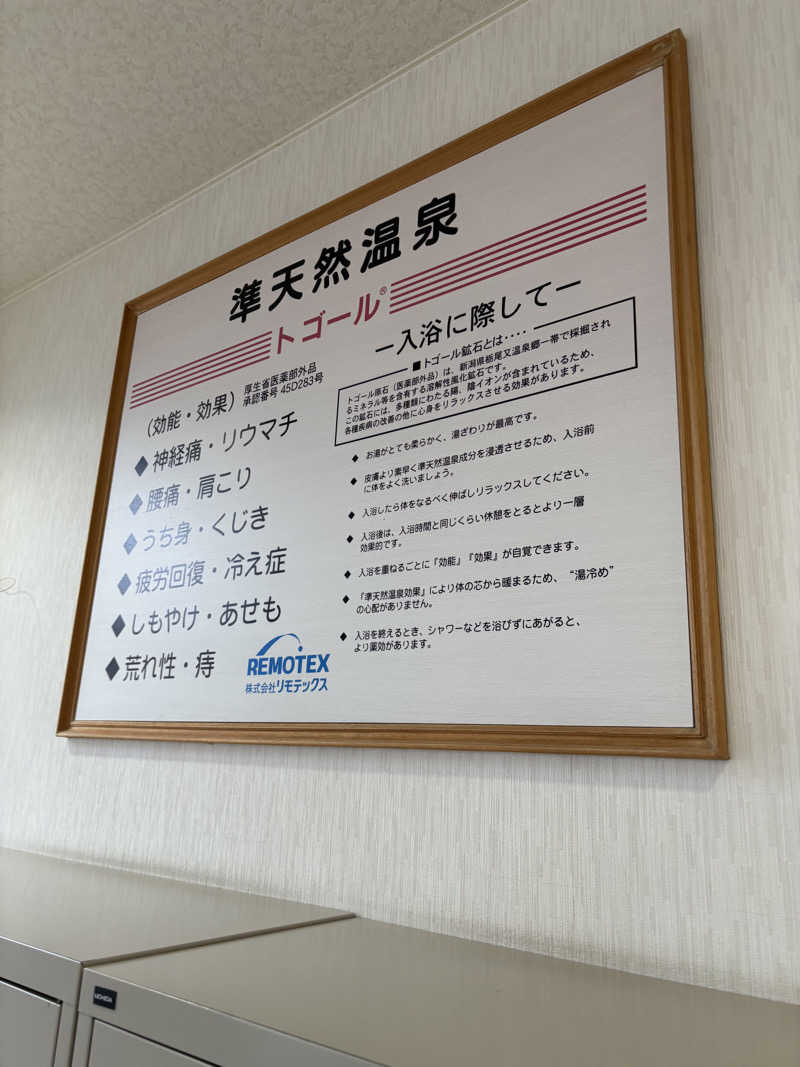 準天然温泉
トゴール®
厚生省医薬部外品
承認番号 45D283号
(効能・効果)
◆神経痛・リウマチ
◆腰痛・肩こり
◆うち身・くじき
◆疲労回復・冷え症
◆しもやけ・あせも
◆荒れ性・痔
REMOTEX
株式会社リモテックス
ー入浴に際してー
■トゴール鉱石とは‥‥
トゴール原石(医薬部外品)は、新潟県栃尾又温泉郷一帯で採掘され
るミネラル等を含有する溶解性風化鉱石です。
この鉱石には、多種類にわたる陽、陰イオンが含まれているため、
各種疾病の改善の他に心身をリラックスさせる効果があります。
◆ お湯がとても柔らかく、湯ざわりが最高です。
◆ 皮膚より素早く準天然温泉成分を浸透させるため、入浴前
に体をよく洗いましょう。
◆ 入浴したら体をなるべく伸ばしリラックスしてください。
◆ 入浴後は、入浴時間と同じくらい休憩をとるとより一層
効果的です。
◆ 入浴を重ねるごとに『効能』『効果』が自覚できます。
◆ 「準天然温泉効果」により体の芯から暖まるため、“湯冷め”
の心配がありません。
◆ 入浴を終えるとき、シャワーなどを浴びずにあがると、
より薬効があります。
UCHIDA